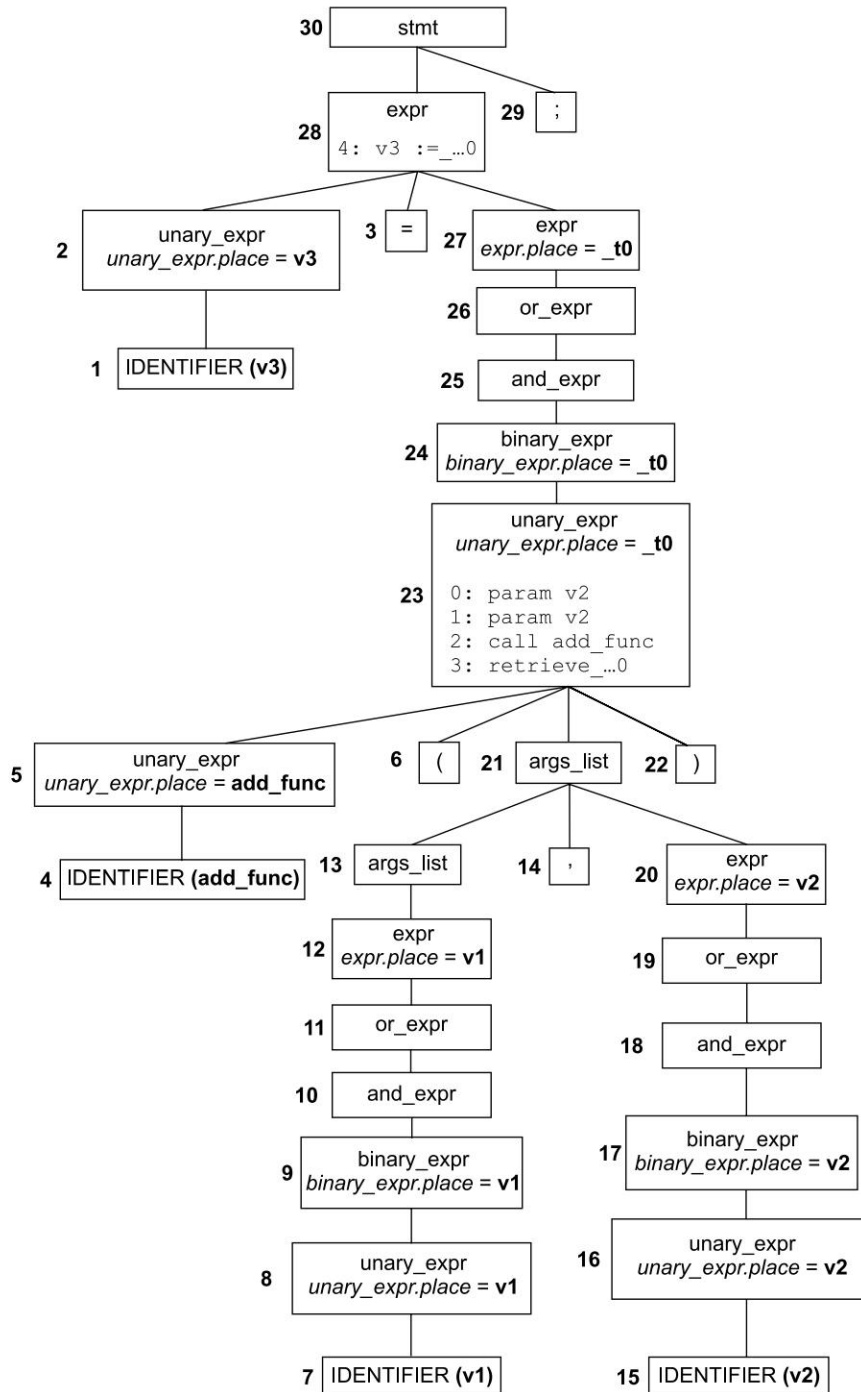 30 stmt
28 expr
4: v3 :=_…0
29 ;
2 unary_expr
unary_expr.place = v3
3 =
27 expr
expr.place = _t0
26 or_expr
1 IDENTIFIER (v3)
25 and_expr
24 binary_expr
binary_expr.place = _t0
23 unary_expr
unary_expr.place = _t0
0: param v2
1: param v2
2: call add_func
3: retrieve_…0
5 unary_expr
unary_expr.place = add_func
6 (
21 args_list
22 )
4 IDENTIFIER (add_func)
13 args_list
14 ,
20 expr
expr.place = v2
12 expr
expr.place = v1
19 or_expr
11 or_expr
18 and_expr
10 and_expr
17 binary_expr
binary_expr.place = v2
9 binary_expr
binary_expr.place = v1
16 unary_expr
unary_expr.place = v2
8 unary_expr
unary_expr.place = v1
7 IDENTIFIER (v1)
15 IDENTIFIER (v2)